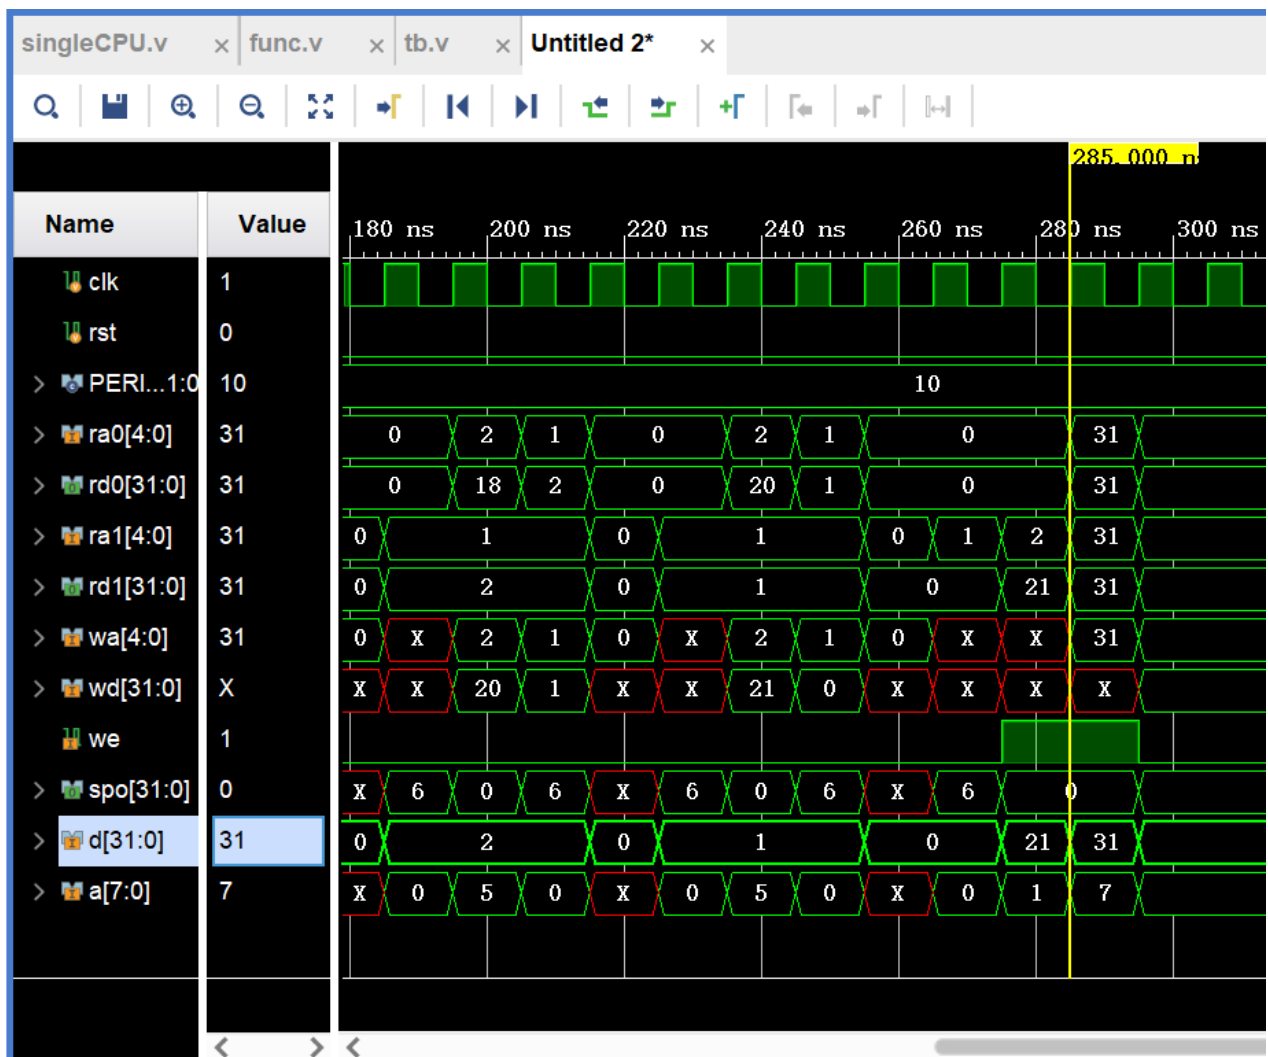 singleCPU.v × func.v × tb.v × Untitled 2* ×
285.000 n
Name Value 180 ns 200 ns 220 ns 240 ns 260 ns 280 ns 300 ns
clk 1
rst 0
PERI...1:0 10 10
ra0[4:0] 31 0 2 1 0 2 1 0 31
rd0[31:0] 31 0 18 2 0 20 1 0 31
ra1[4:0] 31 0 1 0 1 0 1 2 31
rd1[31:0] 31 0 2 0 1 0 21 31
wa[4:0] 31 0 X 2 1 0 X 2 1 0 X X 31
wd[31:0] X X X 20 1 X X 21 0 X X X X
we 1
spo[31:0] 0 X 6 0 6 X 6 0 6 X 6 0
d[31:0] 31 0 2 0 1 0 21 31
a[7:0] 7 X 0 5 0 X 0 5 0 X 0 1 7